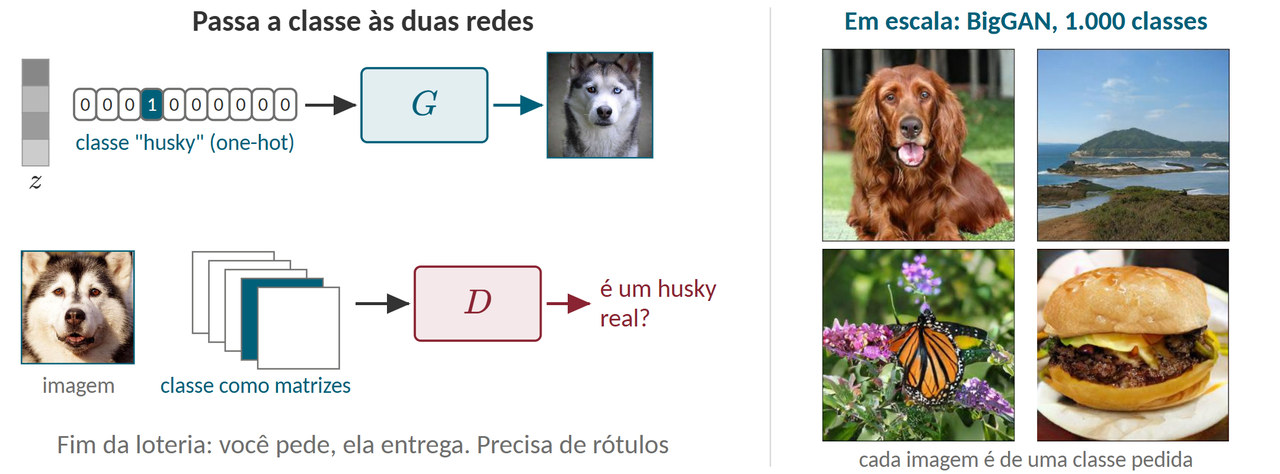 Passa a classe às duas redes
z
0 0 0 1 0 0 0 0 0 0
classe "husky" (one-hot)
G
imagem
classe como matrizes
D
é um husky
real?
Fim da loteria: você pede, ela entrega. Precisa de rótulos
Em escala: BigGAN, 1.000 classes
cada imagem é de uma classe pedida